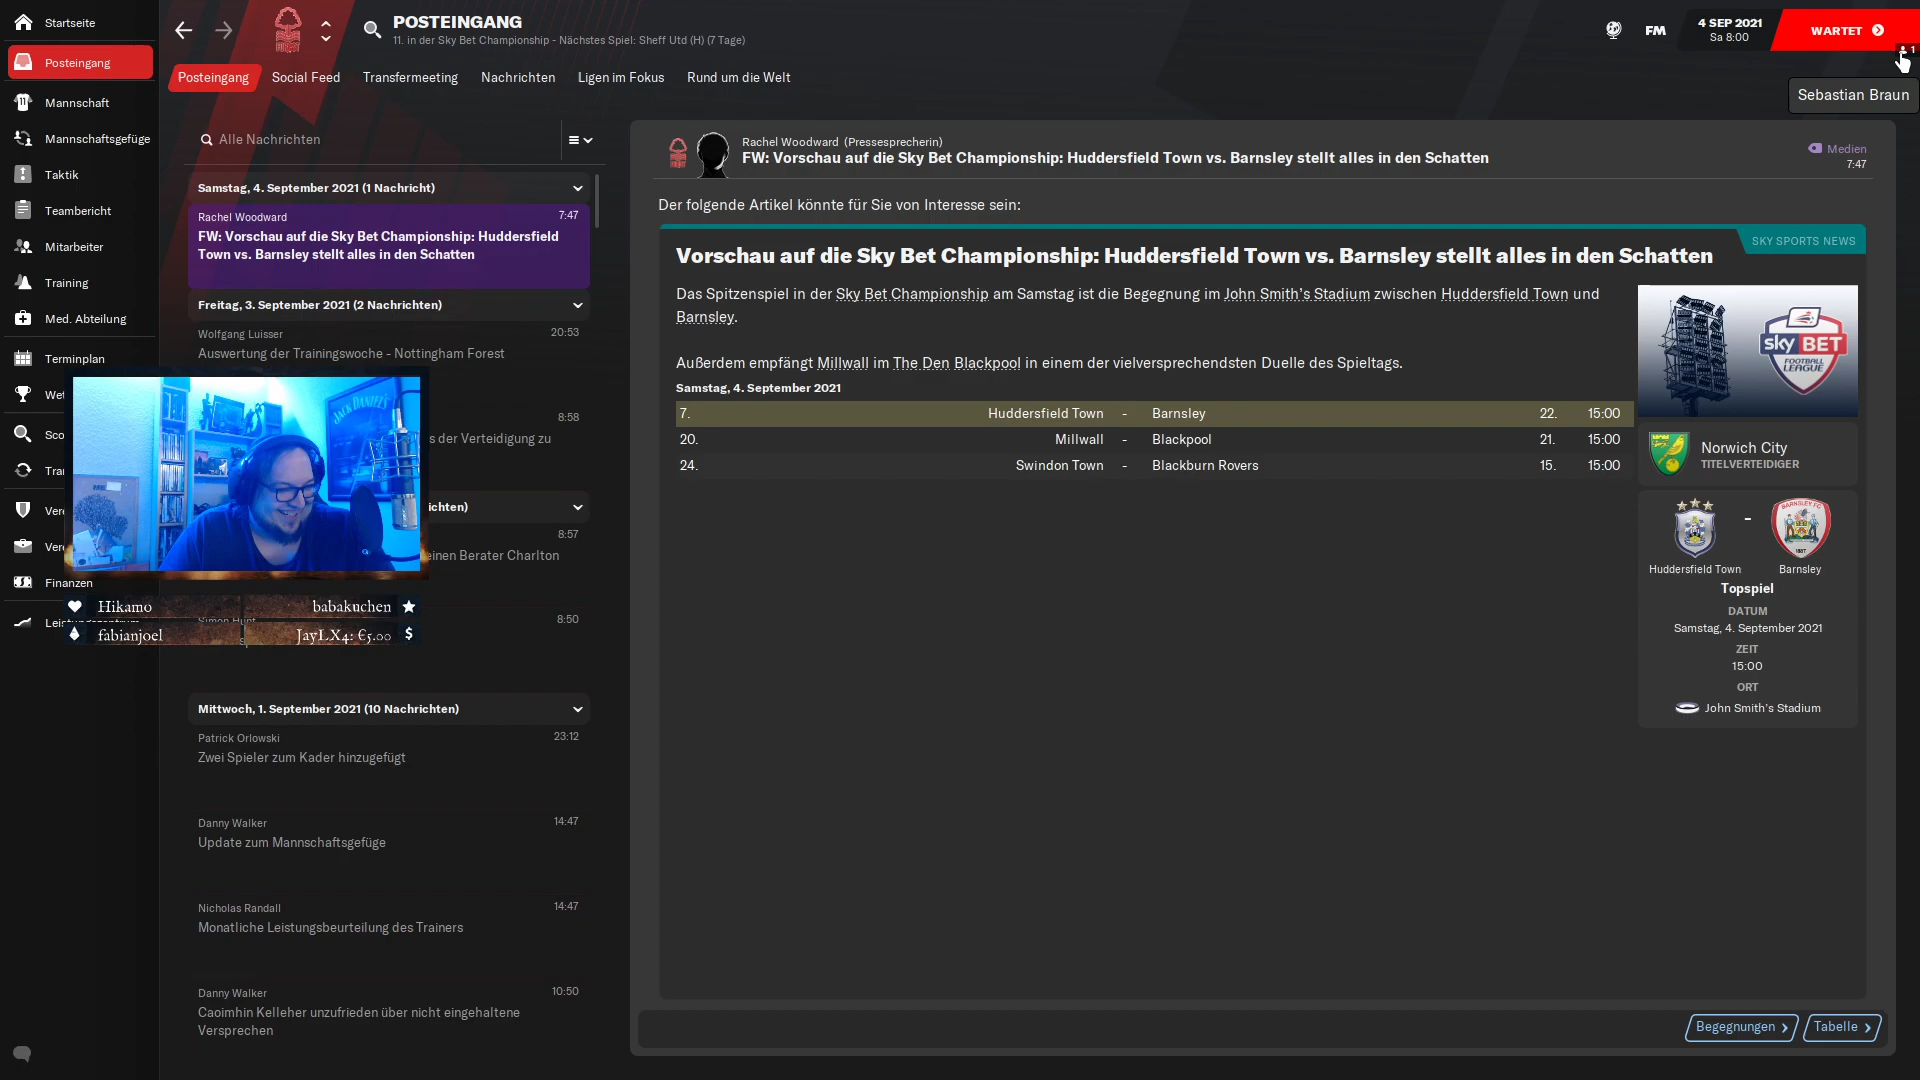 Startseite
Posteingang
Mannschaft
Mannschaftsgefüge
Taktik
Teambericht
Mitarbeiter
Training
Med. Abteilung
Terminplan
Finanzen
POSTEINGANG
11. in der Sky Bet Championship - Nächstes Spiel: Sheff Utd (H) (7 Tage)
FM
4 SEP 2021
Sa 8:00
WARTET
1
Sebastian Braun
Posteingang
Social Feed
Transfermeeting
Nachrichten
Ligen im Fokus
Rund um die Welt
Alle Nachrichten
Samstag, 4. September 2021 (1 Nachricht)
Rachel Woodward
7:47
FW: Vorschau auf die Sky Bet Championship: Huddersfield
Town vs. Barnsley stellt alles in den Schatten
Freitag, 3. September 2021 (2 Nachrichten)
Wolfgang Luisser
20:53
Auswertung der Trainingswoche - Nottingham Forest
8:58
s der Verteidigung zu
8:57
einen Berater Charlton
JACK DANIEL'S
Hikamo
babakuchen
fabianjoel
JayLX4: €5.00
8:50
Mittwoch, 1. September 2021 (10 Nachrichten)
Patrick Orlowski
23:12
Zwei Spieler zum Kader hinzugefügt
Danny Walker
14:47
Update zum Mannschaftsgefüge
Nicholas Randall
14:47
Monatliche Leistungsbeurteilung des Trainers
Danny Walker
10:50
Caoimhin Kelleher unzufrieden über nicht eingehaltene
Versprechen
Rachel Woodward (Pressesprecherin)
FW: Vorschau auf die Sky Bet Championship: Huddersfield Town vs. Barnsley stellt alles in den Schatten
Medien
7:47
Der folgende Artikel könnte für Sie von Interesse sein:
SKY SPORTS NEWS
Vorschau auf die Sky Bet Championship: Huddersfield Town vs. Barnsley stellt alles in den Schatten
Das Spitzenspiel in der Sky Bet Championship am Samstag ist die Begegnung im John Smith's Stadium zwischen Huddersfield Town und
Barnsley.
Außerdem empfängt Millwall im The Den Blackpool in einem der vielversprechendsten Duelle des Spieltags.
Samstag, 4. September 2021
7. Huddersfield Town - Barnsley 22. 15:00
20. Millwall - Blackpool 21. 15:00
24. Swindon Town - Blackburn Rovers 15. 15:00
sky BET
FOOTBALL
LEAGUE
Norwich City
TITELVERTEIDIGER
-
Huddersfield Town
Barnsley
Topspiel
DATUM
Samstag, 4. September 2021
ZEIT
15:00
ORT
John Smith's Stadium
Begegnungen
Tabelle